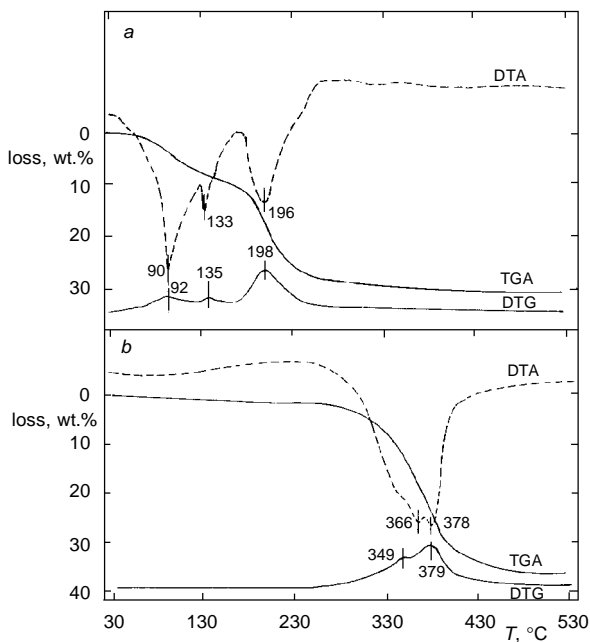 a
DTA
0
loss, wt.%
10
133
196
20
90
92
135
198
30
TGA
DTG
b
DTA
0
loss, wt.%
10
20
366
378
349
30
TGA
379
40
DTG
30 130 230 330 430 530
T, °C